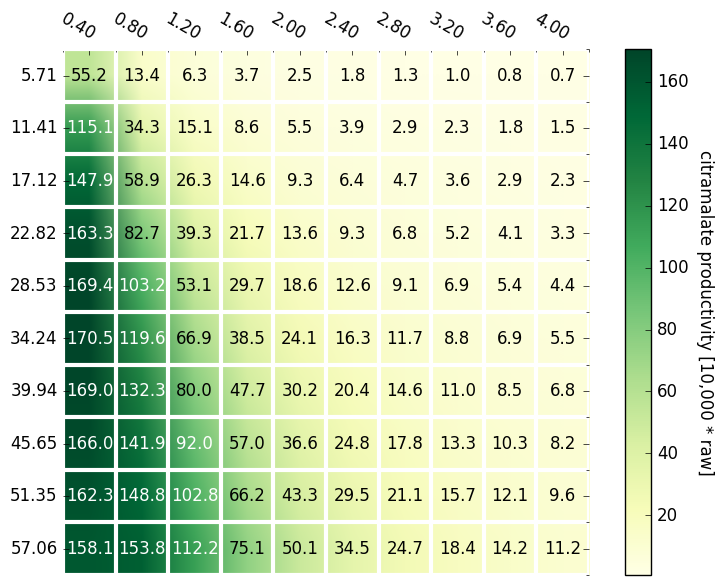 0.40 0.80 1.20 1.60 2.00 2.40 2.80 3.20 3.60 4.00
5.71 55.2 13.4 6.3 3.7 2.5 1.8 1.3 1.0 0.8 0.7
11.41 115.1 34.3 15.1 8.6 5.5 3.9 2.9 2.3 1.8 1.5
17.12 147.9 58.9 26.3 14.6 9.3 6.4 4.7 3.6 2.9 2.3
22.82 163.3 82.7 39.3 21.7 13.6 9.3 6.8 5.2 4.1 3.3
28.53 169.4 103.2 53.1 29.7 18.6 12.6 9.1 6.9 5.4 4.4
34.24 170.5 119.6 66.9 38.5 24.1 16.3 11.7 8.8 6.9 5.5
39.94 169.0 132.3 80.0 47.7 30.2 20.4 14.6 11.0 8.5 6.8
45.65 166.0 141.9 92.0 57.0 36.6 24.8 17.8 13.3 10.3 8.2
51.35 162.3 148.8 102.8 66.2 43.3 29.5 21.1 15.7 12.1 9.6
57.06 158.1 153.8 112.2 75.1 50.1 34.5 24.7 18.4 14.2 11.2
160
140
120
100
80
60
40
20
citramalate productivity [10,000 * raw]